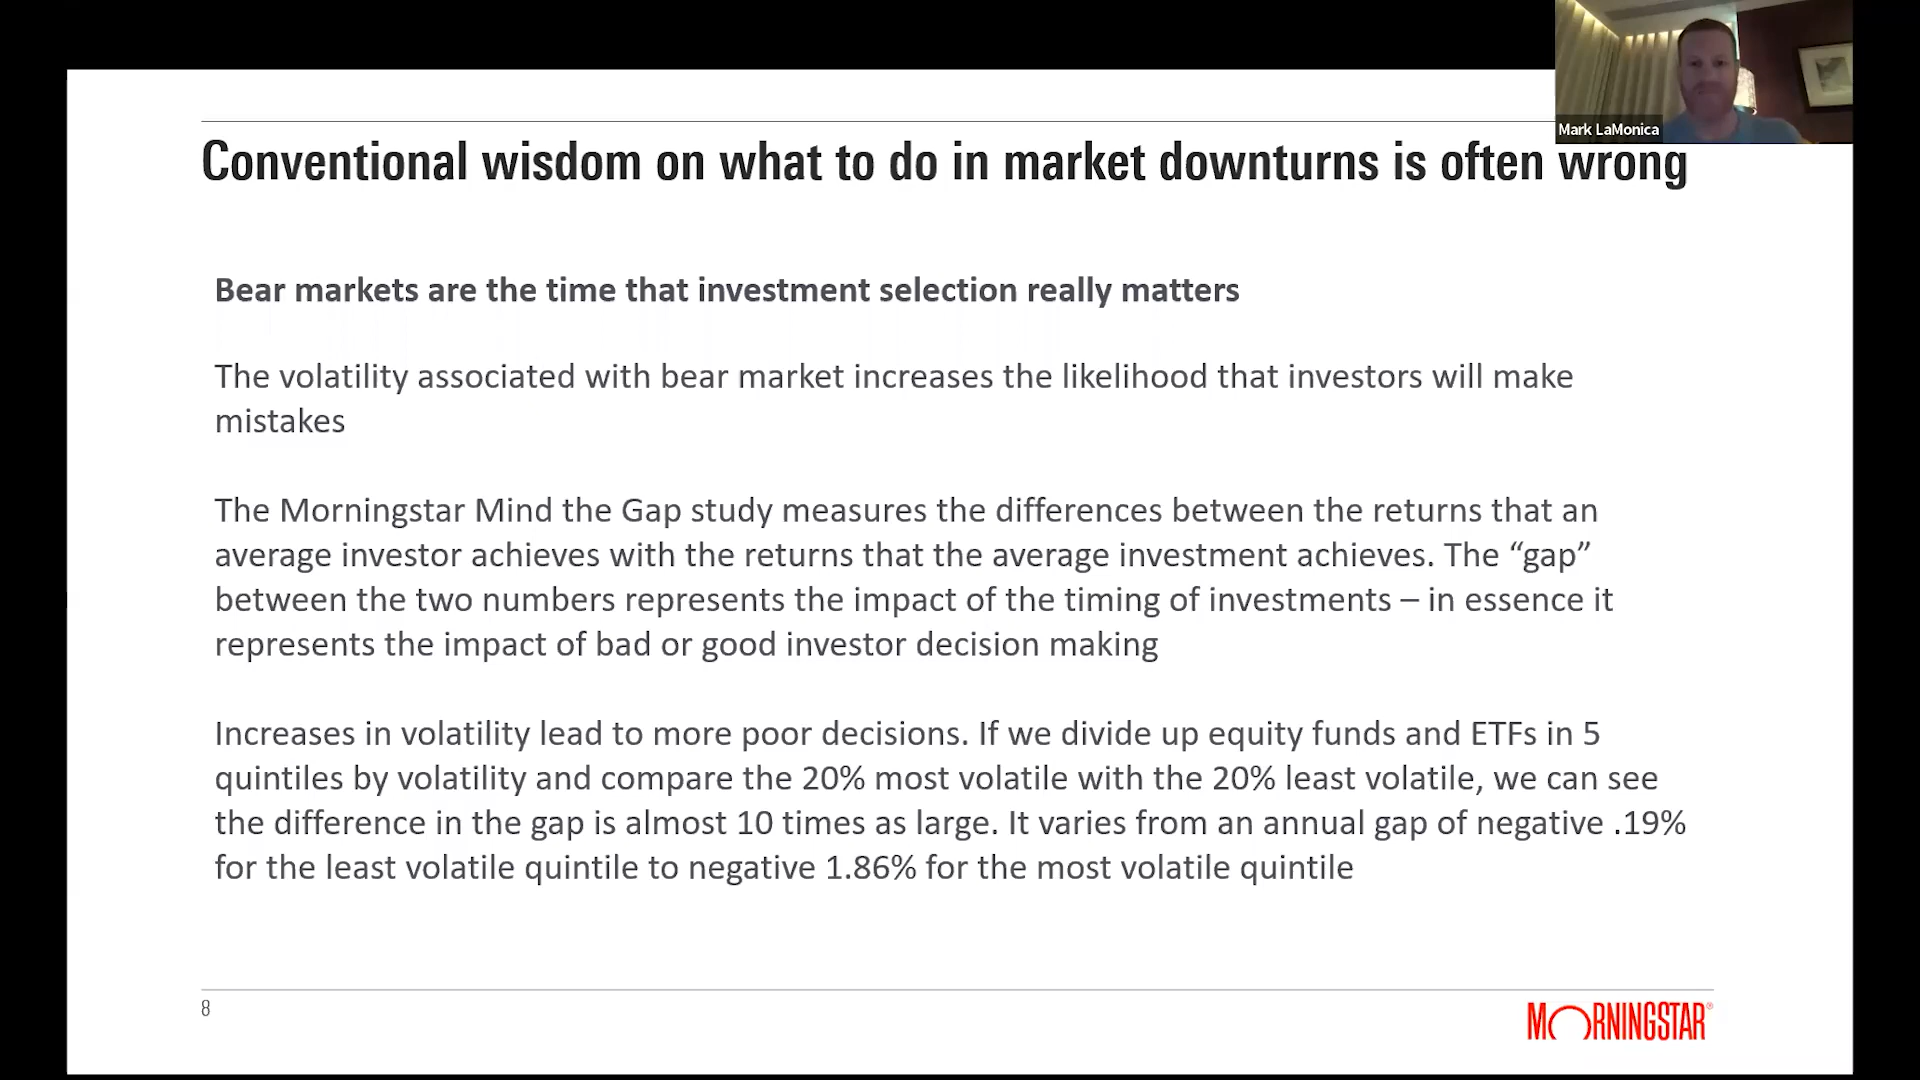 Mark LaMonica
Conventional wisdom on what to do in market downturns is often wrong
Bear markets are the time that investment selection really matters
The volatility associated with bear market increases the likelihood that investors will make
mistakes
The Morningstar Mind the Gap study measures the differences between the returns that an
average investor achieves with the returns that the average investment achieves. The “gap”
between the two numbers represents the impact of the timing of investments – in essence it
represents the impact of bad or good investor decision making
Increases in volatility lead to more poor decisions. If we divide up equity funds and ETFs in 5
quintiles by volatility and compare the 20% most volatile with the 20% least volatile, we can see
the difference in the gap is almost 10 times as large. It varies from an annual gap of negative .19%
for the least volatile quintile to negative 1.86% for the most volatile quintile
8
MORNINGSTAR®